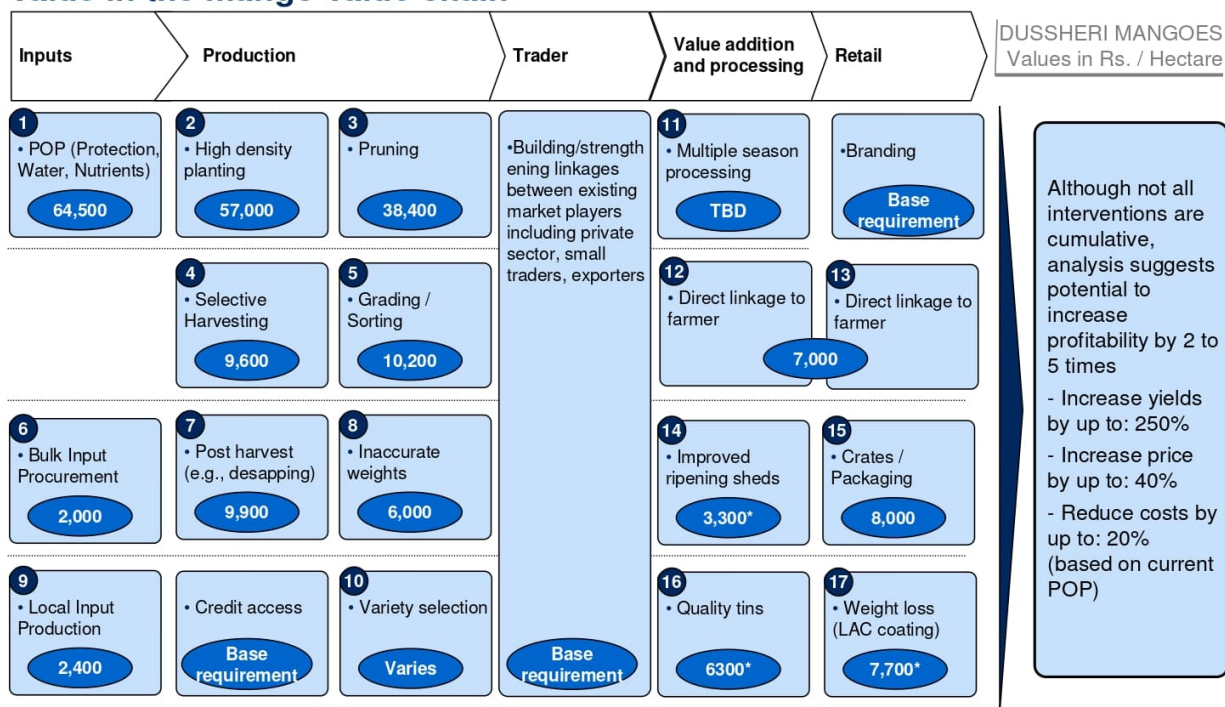 Inputs
Production
Trader
Value addition
and processing
Retail
DUSSHERI MANGOES
Values in Rs. / Hectare
1
• POP (Protection,
Water, Nutrients)
64,500
2
• High density
planting
57,000
3
• Pruning
38,400
•Building/strength
ening linkages
between existing
market players
including private
sector, small
traders, exporters
Base
requirement
11
• Multiple season
processing
TBD
•Branding
Base
requirement
4
• Selective
Harvesting
9,600
5
• Grading /
Sorting
10,200
12
• Direct linkage to
farmer
13
• Direct linkage to
farmer
7,000
6
• Bulk Input
Procurement
2,000
7
• Post harvest
(e.g., desapping)
9,900
8
• Inaccurate
weights
6,000
14
• Improved
ripening sheds
3,300*
15
• Crates /
Packaging
8,000
9
• Local Input
Production
2,400
• Credit access
Base
requirement
10
• Variety selection
Varies
16
• Quality tins
6300*
17
• Weight loss
(LAC coating)
7,700*
Although not all
interventions are
cumulative,
analysis suggests
potential to
increase
profitability by 2 to
5 times
- Increase yields
by up to: 250%
- Increase price
by up to: 40%
- Reduce costs by
up to: 20%
(based on current
POP)